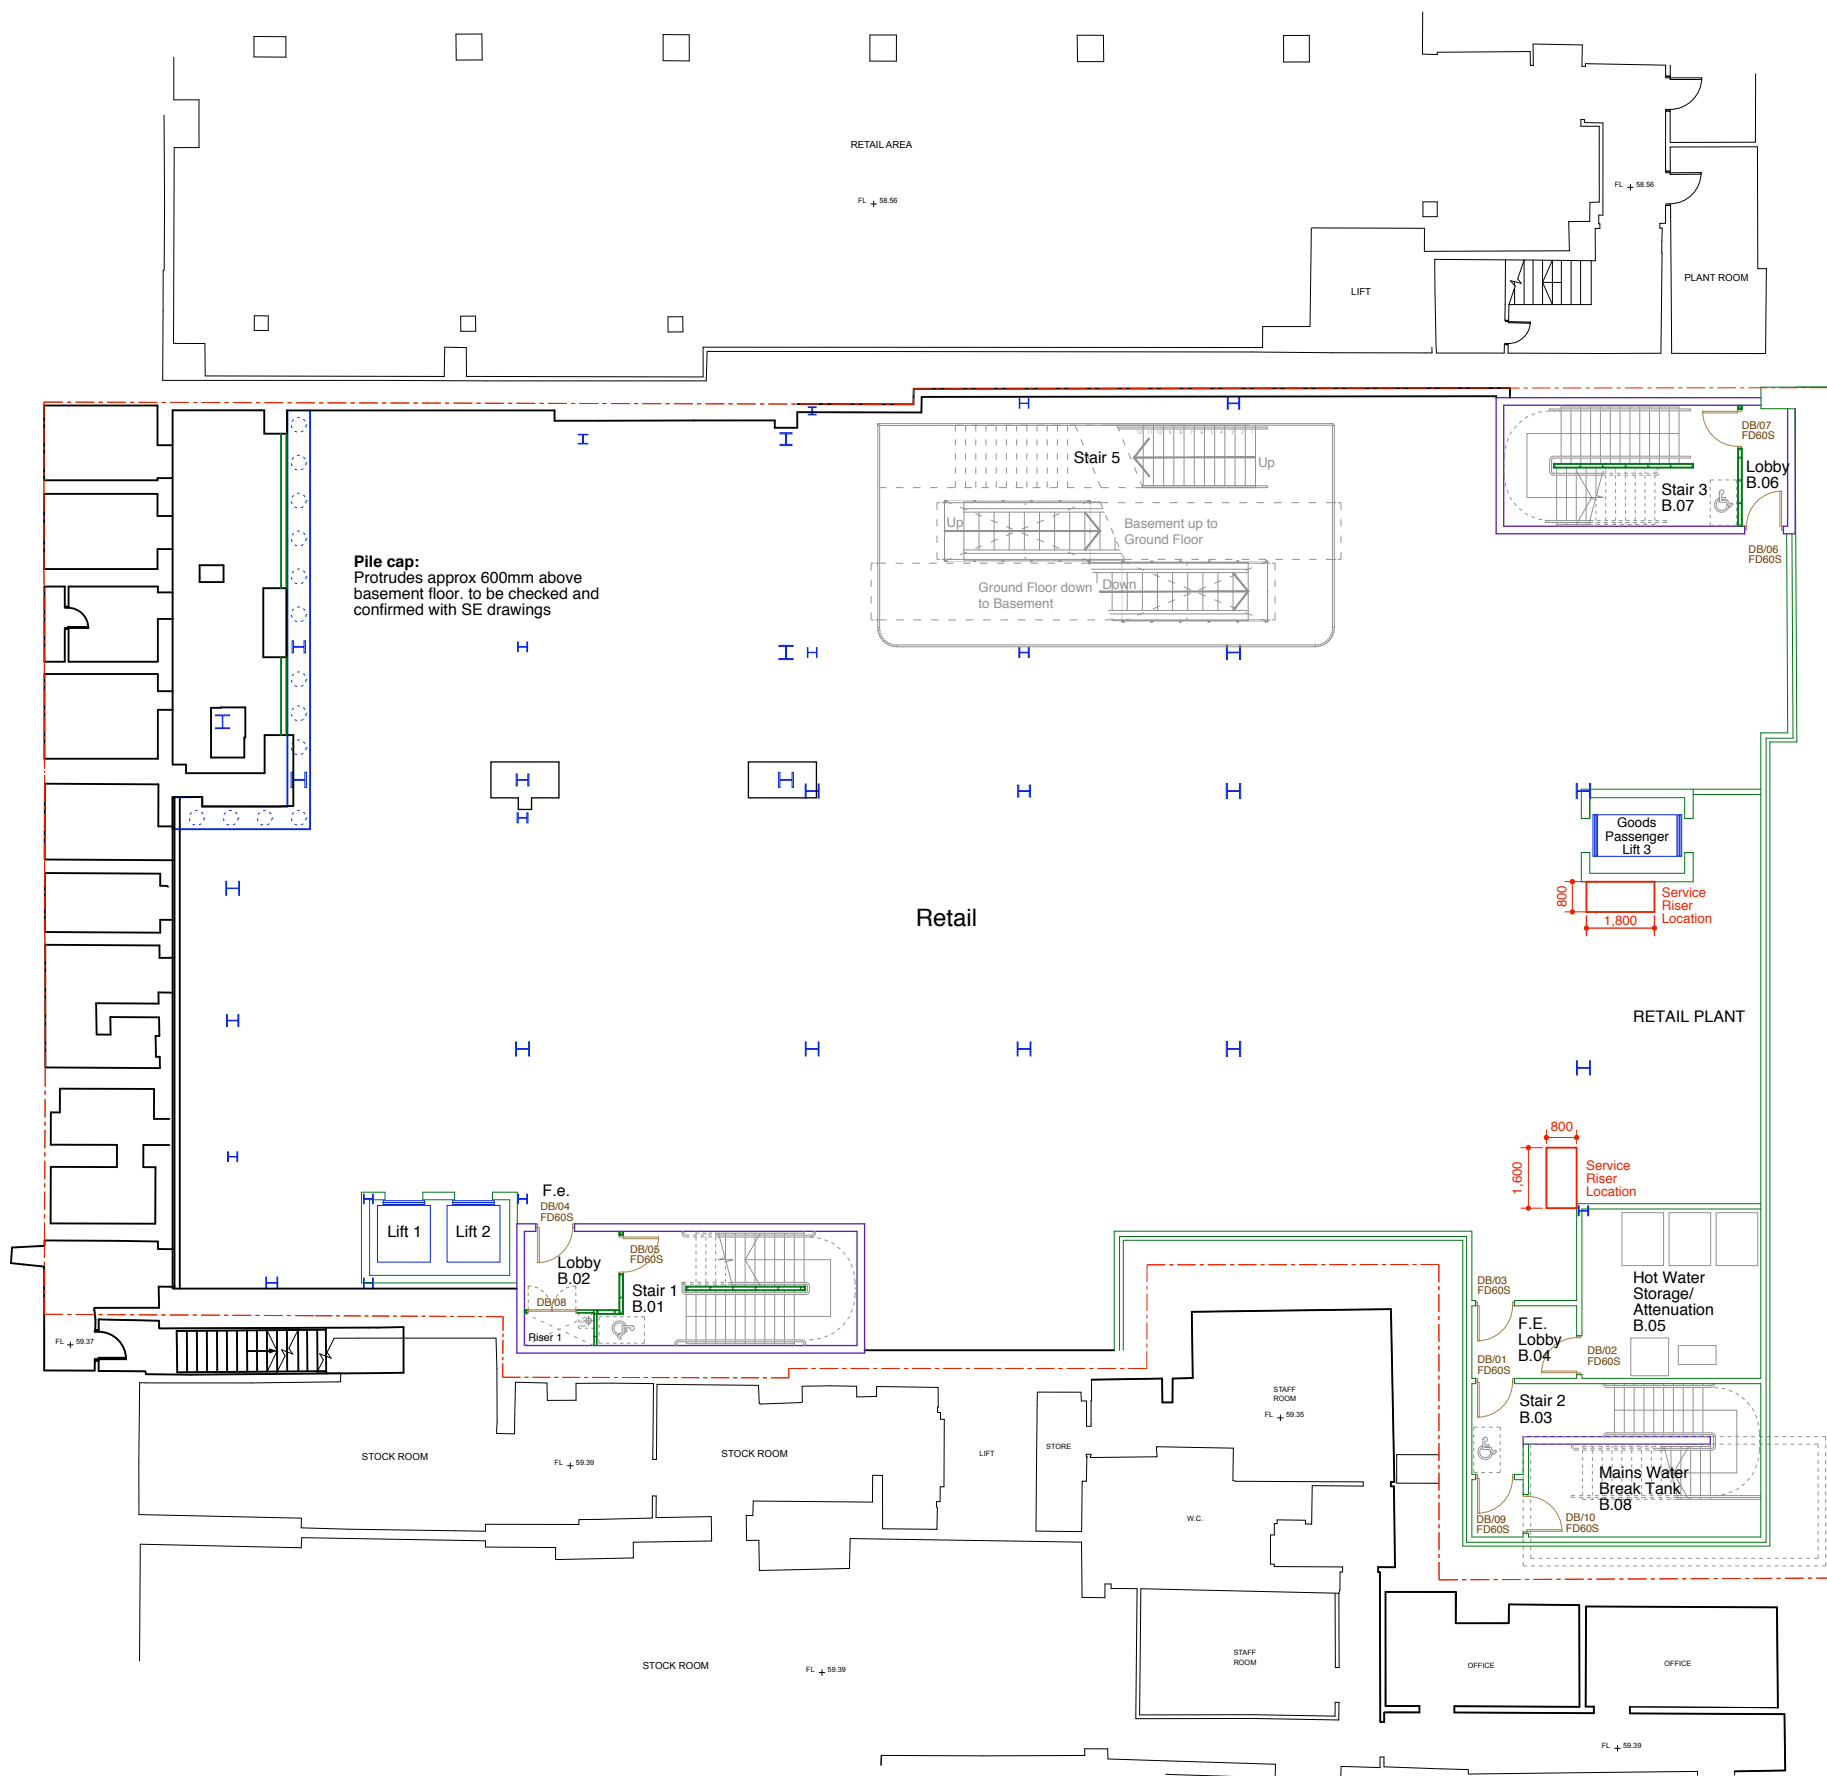 RETAIL AREA
FL + 58.56
FL + 58.56
LIFT
PLANT ROOM
Stair 5
Up
Up
Basement up to
Ground Floor
Ground Floor down
to Basement
Down
DB/07
FD60S
Lobby
B.06
Stair 3
B.07
DB/06
FD60S
Pile cap:
Protrudes approx 600mm above
basement floor. to be checked and
confirmed with SE drawings
Goods
Passenger
Lift 3
800
1,800
Service
Riser
Location
Retail
RETAIL PLANT
800
1,600
Service
Riser
Location
F.e.
DB/04
FD60S
Lift 1
Lift 2
Lobby
B.02
DB/05
FD60S
Stair 1
B.01
DB/08
Riser 1
DB/03
FD60S
F.E.
Lobby
B.04
DB/02
FD60S
DB/01
FD60S
Hot Water
Storage/
Attenuation
B.05
Stair 2
B.03
Mains Water
Break Tank
B.08
DB/09
FD60S
DB/10
FD60S
FL + 59.37
STOCK ROOM
FL + 59.39
STOCK ROOM
LIFT
STORE
STAFF
ROOM
FL + 59.35
W.C.
STOCK ROOM
FL + 59.39
STAFF
ROOM
OFFICE
OFFICE
FL + 59.39